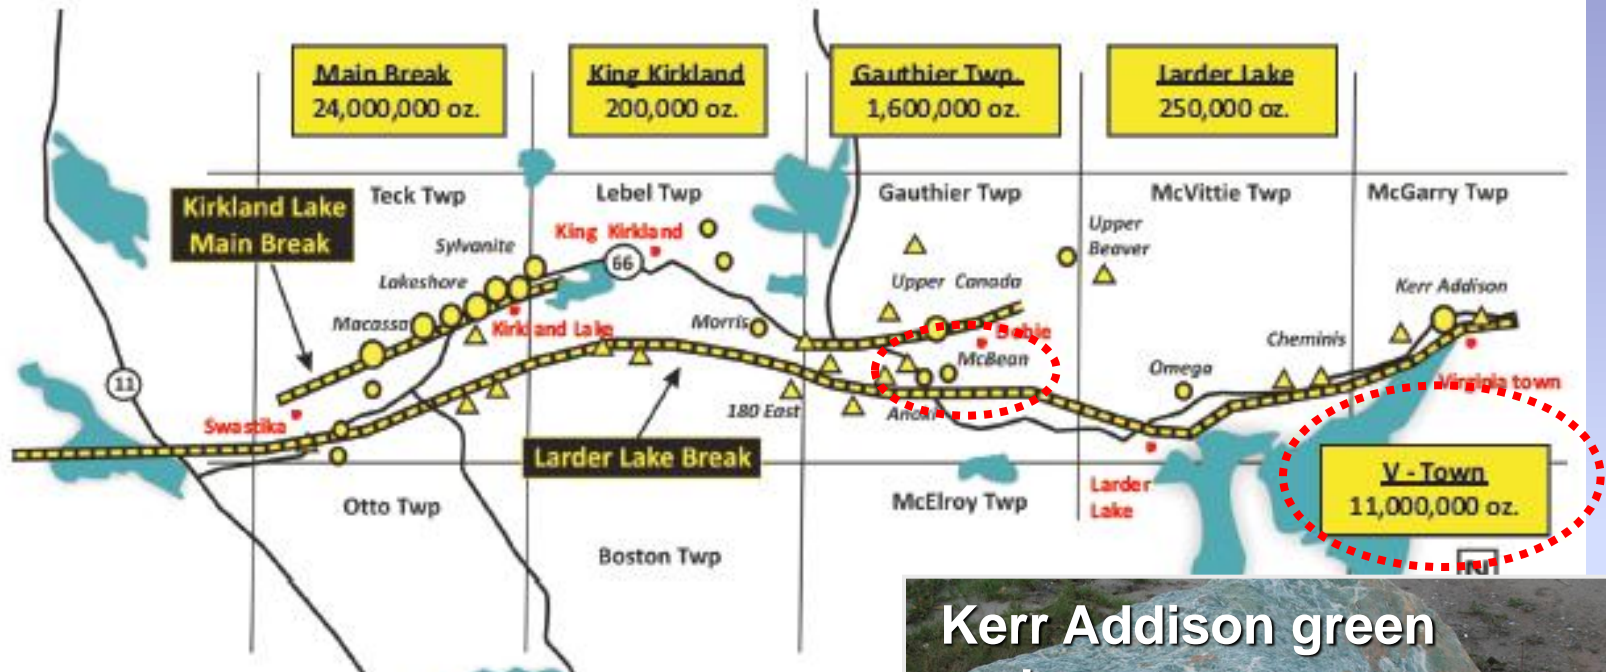 Main Break
24,000,000 oz.
King Kirkland
200,000 oz.
Gauthier Twp.
1,600,000 oz.
Larder Lake
250,000 oz.
Teck Twp
Lebel Twp
Gauthier Twp
McVittie Twp
McGarry Twp
Kirkland Lake
Main Break
Sylvanite
King Kirkland
66
Upper
Beaver
Lakeshore
Upper Canada
Kerr Addison
Macassa
Kirkland Lake
Morris
Dobie
McBean
Cheminis
Omega
11
Virginia town
Swastika
180 East
Anoki
Larder Lake Break
V - Town
11,000,000 oz.
Larder
Lake
Otto Twp
McElroy Twp
Boston Twp
N
Kerr Addison green